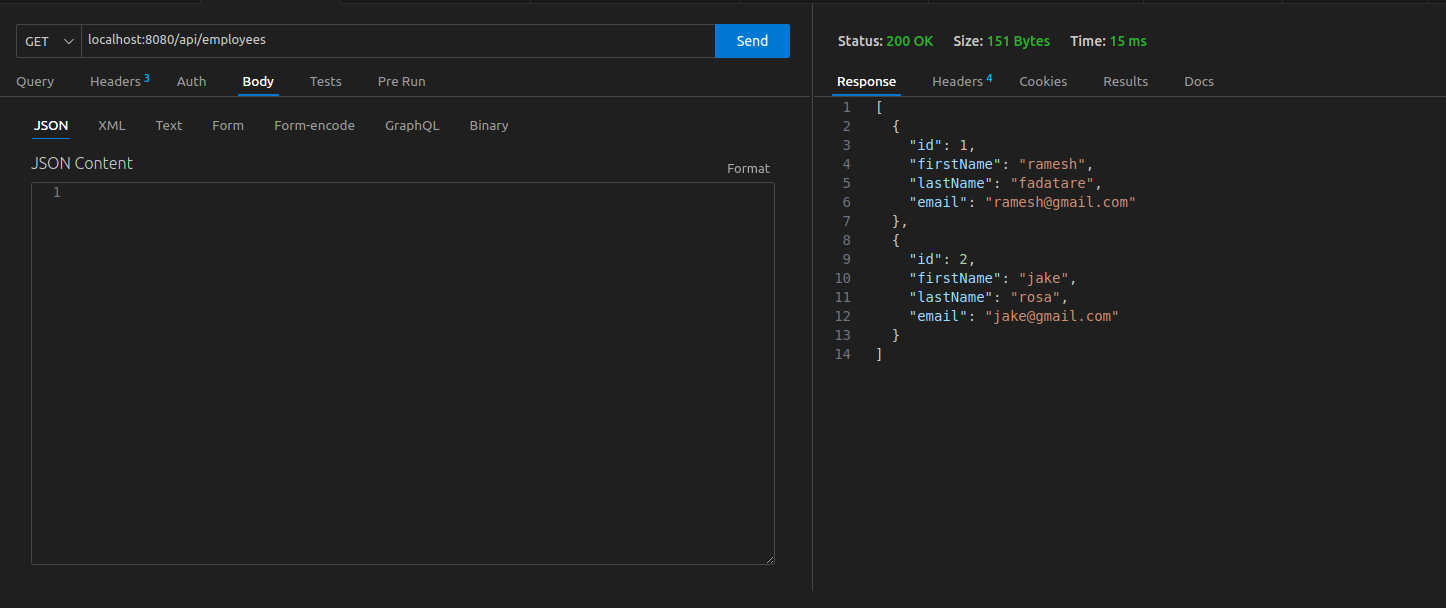 GET localhost:8080/api/employees Send
Query Headers 3 Auth Body Tests Pre Run
JSON XML Text Form Form-encode GraphQL Binary
JSON Content Format
1
Status: 200 OK Size: 151 Bytes Time: 15 ms
Response Headers 4 Cookies Results Docs
1 [
2 {
3 "id": 1,
4 "firstName": "ramesh",
5 "lastName": "fadatare",
6 "email": "ramesh@gmail.com"
7 },
8 {
9 "id": 2,
10 "firstName": "jake",
11 "lastName": "rosa",
12 "email": "jake@gmail.com"
13 }
14 ]